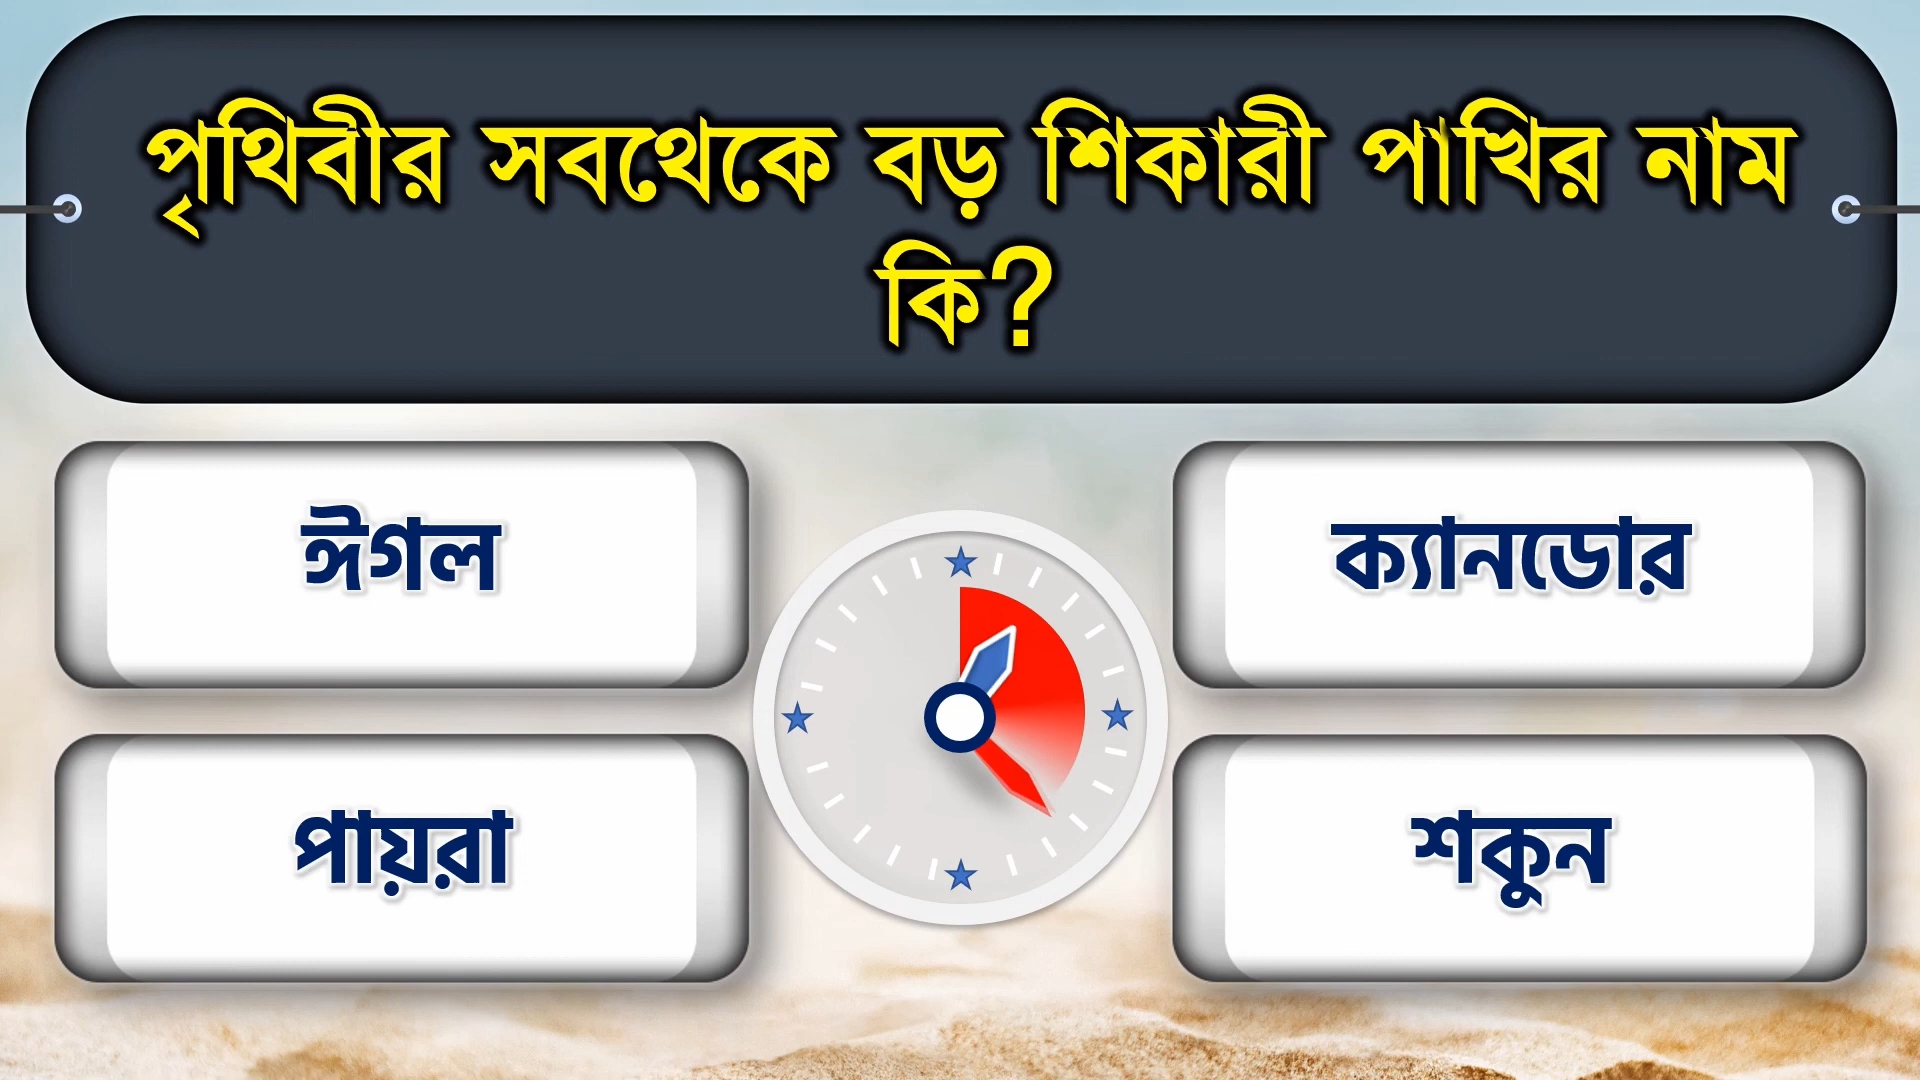 পৃথিবীর সবথেকে বড় শিকারী পাখির নাম
কি?
ঈগল
ক্যানডোর
পায়রা
শকুন